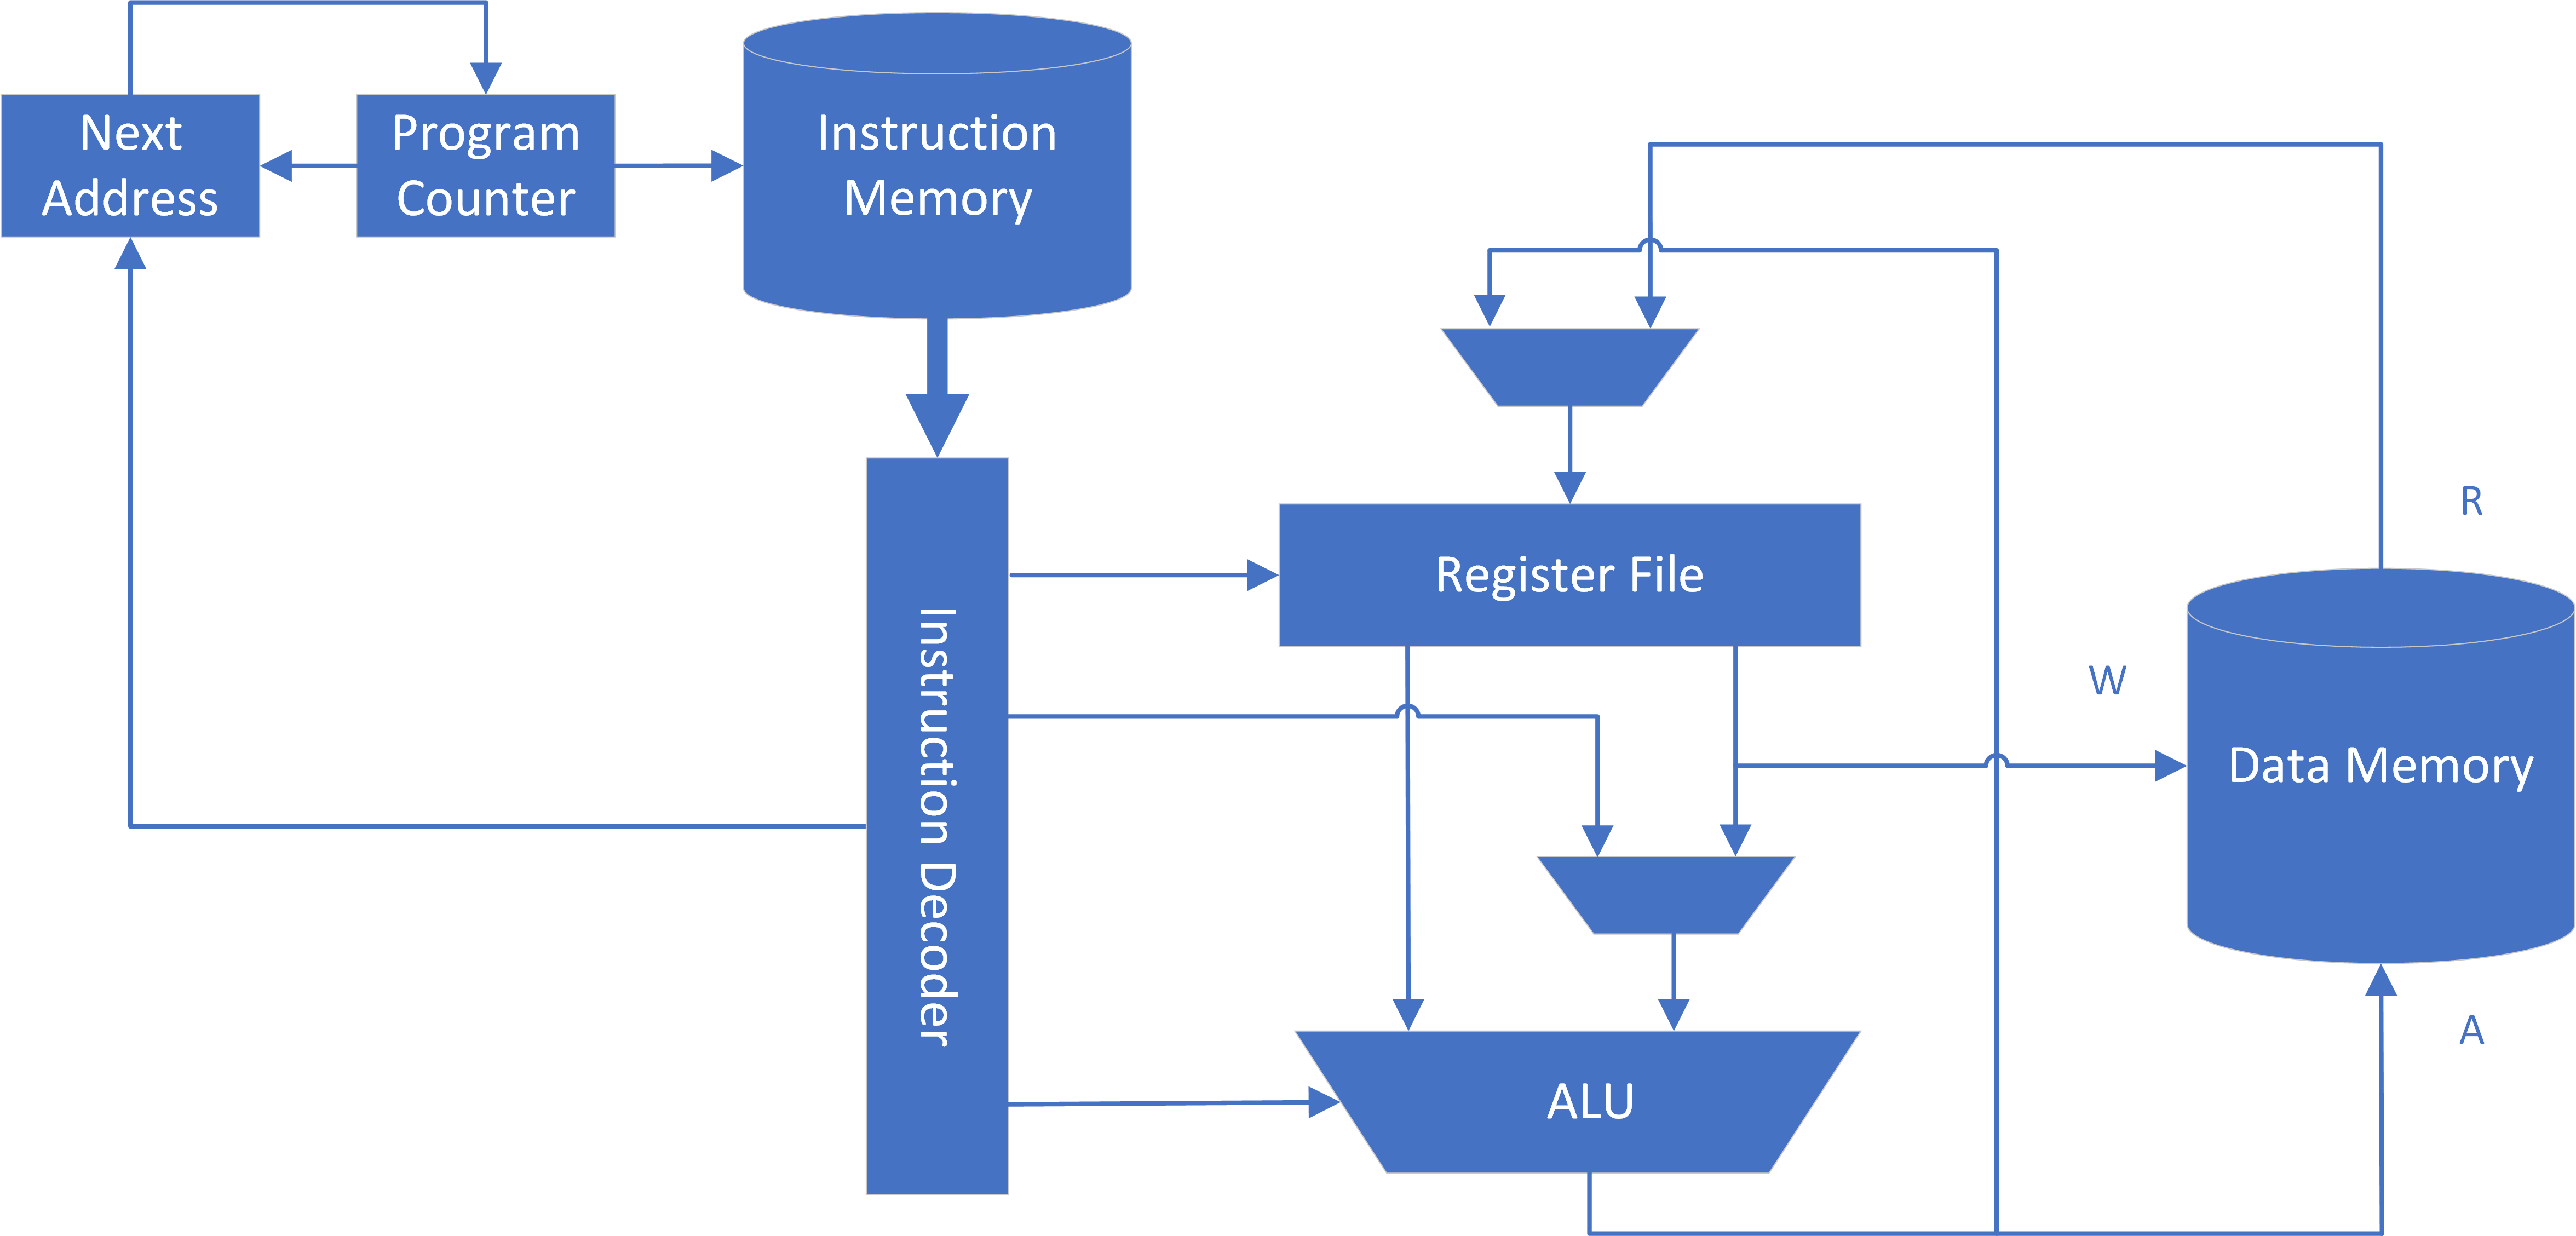 Next
Address
Program
Counter
Instruction
Memory
Instruction Decoder
Register File
ALU
R
W
Data Memory
A